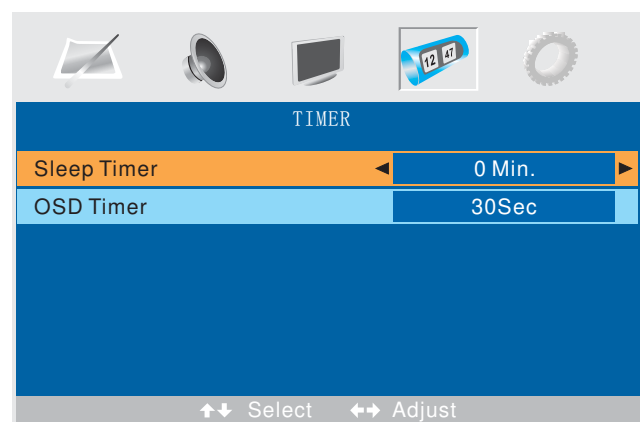 12 47
TIMER
Sleep Timer 0 Min.
OSD Timer 30Sec
Select Adjust